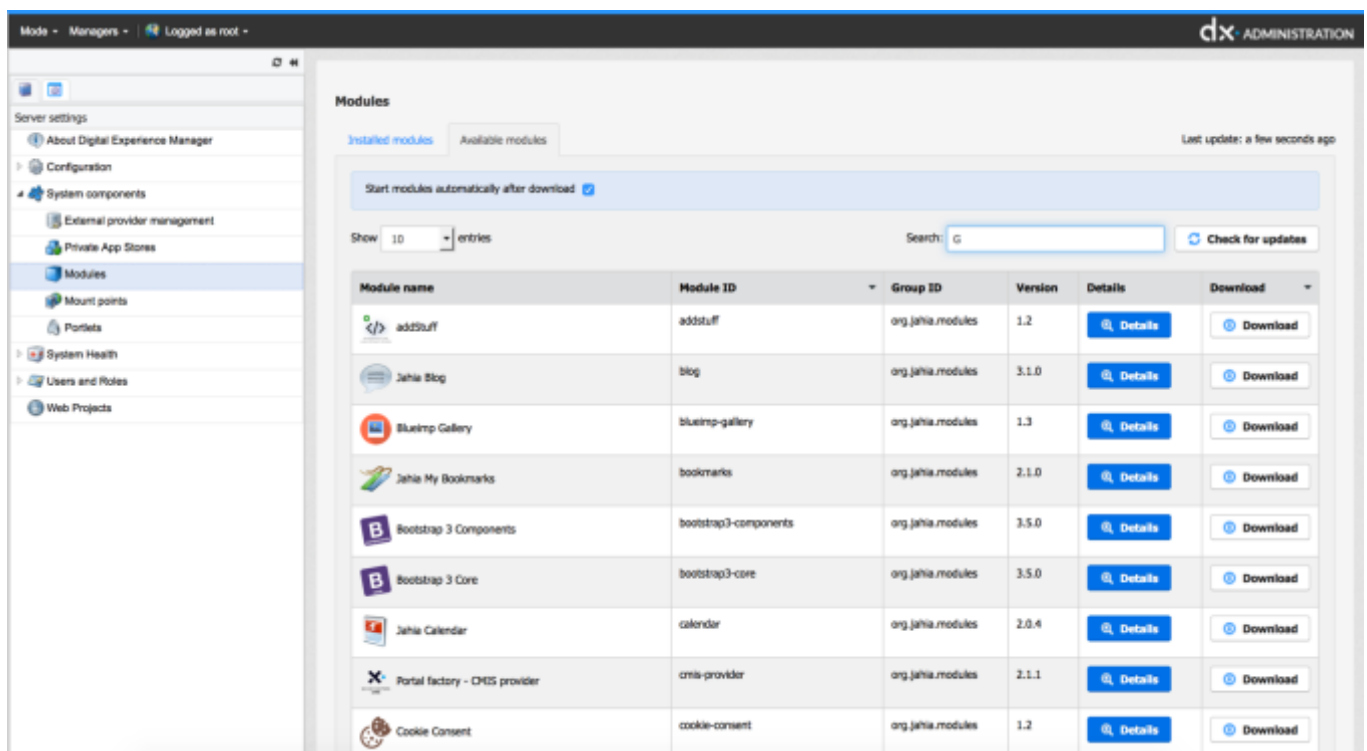 Mode Managers Logged as root
dx ADMINISTRATION
Server settings
About Digital Experience Manager
Configuration
System components
External provider management
Private App Stores
Modules
Mount points
Portlets
System Health
Users and Roles
Web Projects
Modules
Installed modules Available modules Last update: a few seconds ago
Start modules automatically after download
Show 10 entries Search: G Check for updates
Module name Module ID Group ID Version Details Download
addStuff addstuff org.jahia.modules 1.2 Details Download
Jahia Blog blog org.jahia.modules 3.1.0 Details Download
Blueimp Gallery blueimp-gallery org.jahia.modules 1.3 Details Download
Jahia My Bookmarks bookmarks org.jahia.modules 2.1.0 Details Download
Bootstrap 3 Components bootstrap3-components org.jahia.modules 3.5.0 Details Download
Bootstrap 3 Core bootstrap3-core org.jahia.modules 3.5.0 Details Download
Jahia Calendar calendar org.jahia.modules 2.0.4 Details Download
Portal factory - CMIS provider cmis-provider org.jahia.modules 2.1.1 Details Download
Cookie Consent cookie-consent org.jahia.modules 1.2 Details Download